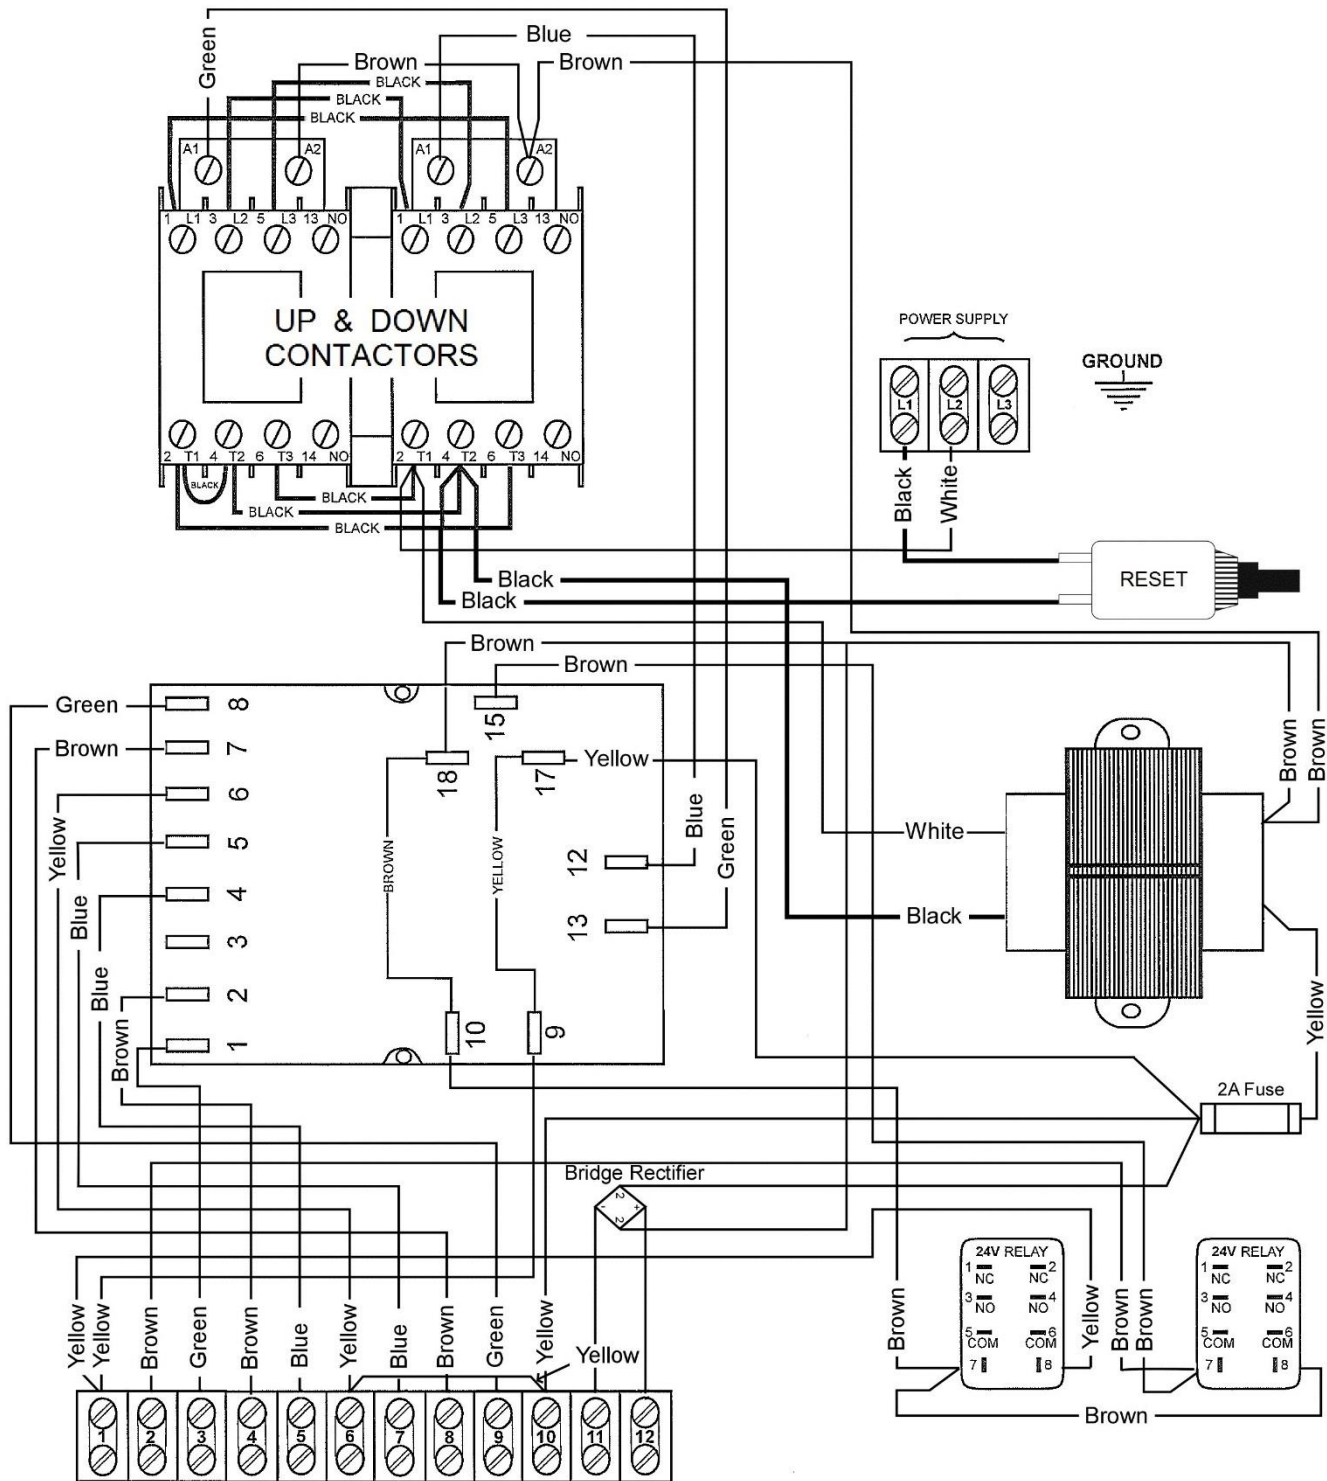 Green
Blue
Brown
Brown
BLACK
BLACK
BLACK
A1 A2 A1 A2
1 L1 3 L2 5 L3 13 NO
1 L1 3 L2 5 L3 13 NO
UP & DOWN
CONTACTORS
2 T1 4 T2 6 T3 14 NO
2 T1 4 T2 6 T3 14 NO
BLACK
BLACK
BLACK
BLACK
POWER SUPPLY
L1 L2 L3
GROUND
Black
White
RESET
Black
Black
Brown
Brown
Green
Brown
Yellow
Blue
Blue
Brown
8
7
6
5
4
3
2
1
15
18
17
Yellow
BROWN
YELLOW
12
13
10
9
Blue
Green
White
Black
Brown
Brown
Yellow
2A Fuse
Bridge Rectifier
2
- +
2
Yellow
Yellow
Brown
Green
Brown
Blue
Yellow
Blue
Brown
Green
Yellow
Yellow
1 2 3 4 5 6 7 8 9 10 11 12
Brown
24V RELAY
1 2
NC NC
3 4
NO NO
5 6
COM COM
7 8
Yellow
Brown
Brown
24V RELAY
1 2
NC NC
3 4
NO NO
5 6
COM COM
7 8
Brown